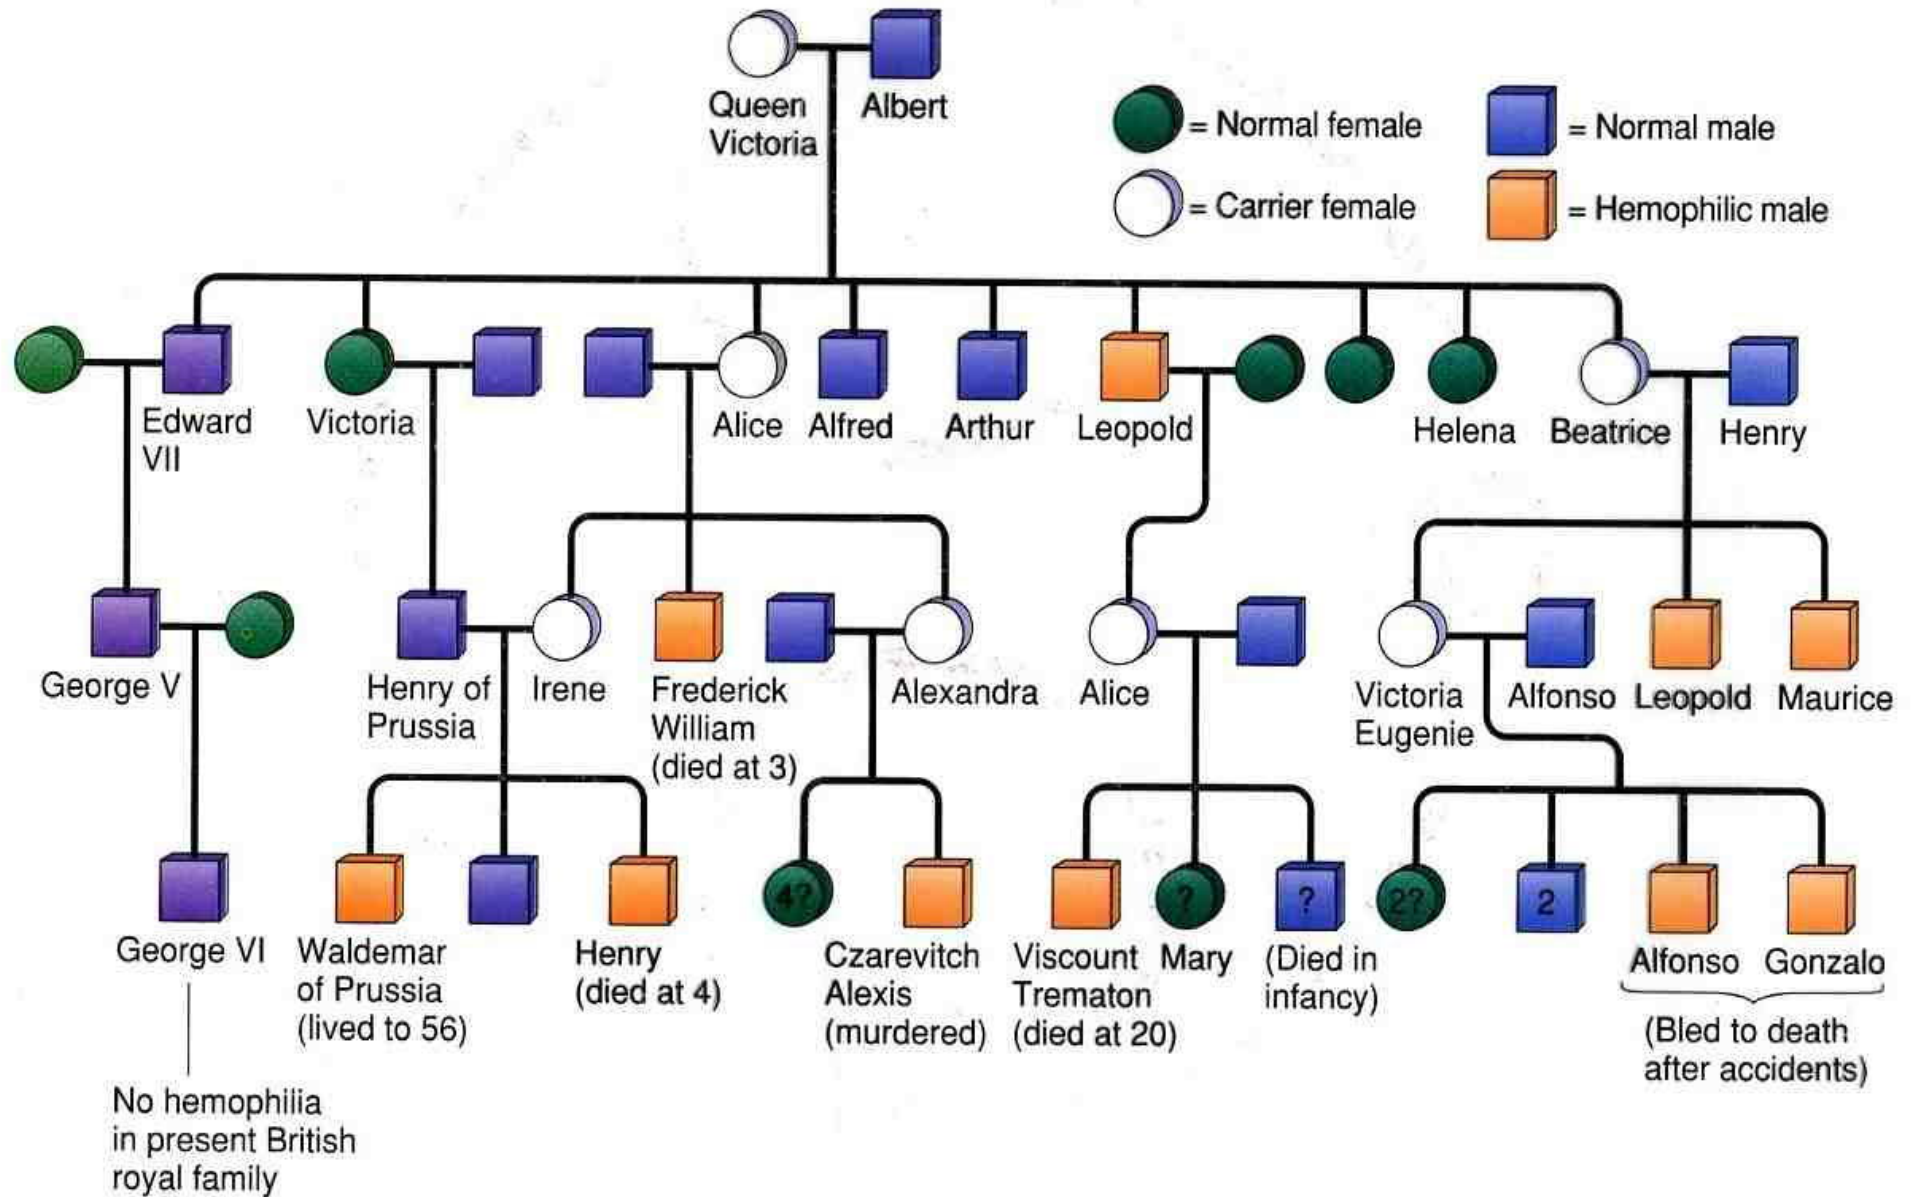 Queen
Victoria
Albert
= Normal female
= Normal male
= Carrier female
= Hemophilic male
Edward
VII
Victoria
Alice
Alfred
Arthur
Leopold
Helena
Beatrice
Henry
George V
Henry of
Prussia
Irene
Frederick
William
(died at 3)
Alexandra
Alice
Victoria
Eugenie
Alfonso
Leopold
Maurice
4?
?
?
2?
2
George VI
Waldemar
of Prussia
(lived to 56)
Henry
(died at 4)
Czarevitch
Alexis
(murdered)
Viscount
Trematon
(died at 20)
Mary
(Died in
infancy)
Alfonso
Gonzalo
(Bled to death
after accidents)
No hemophilia
in present British
royal family